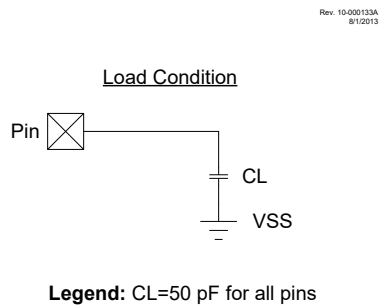 Rev. 10-000133A
8/1/2013
Load Condition
Pin
CL
VSS
Legend: CL=50 pF for all pins